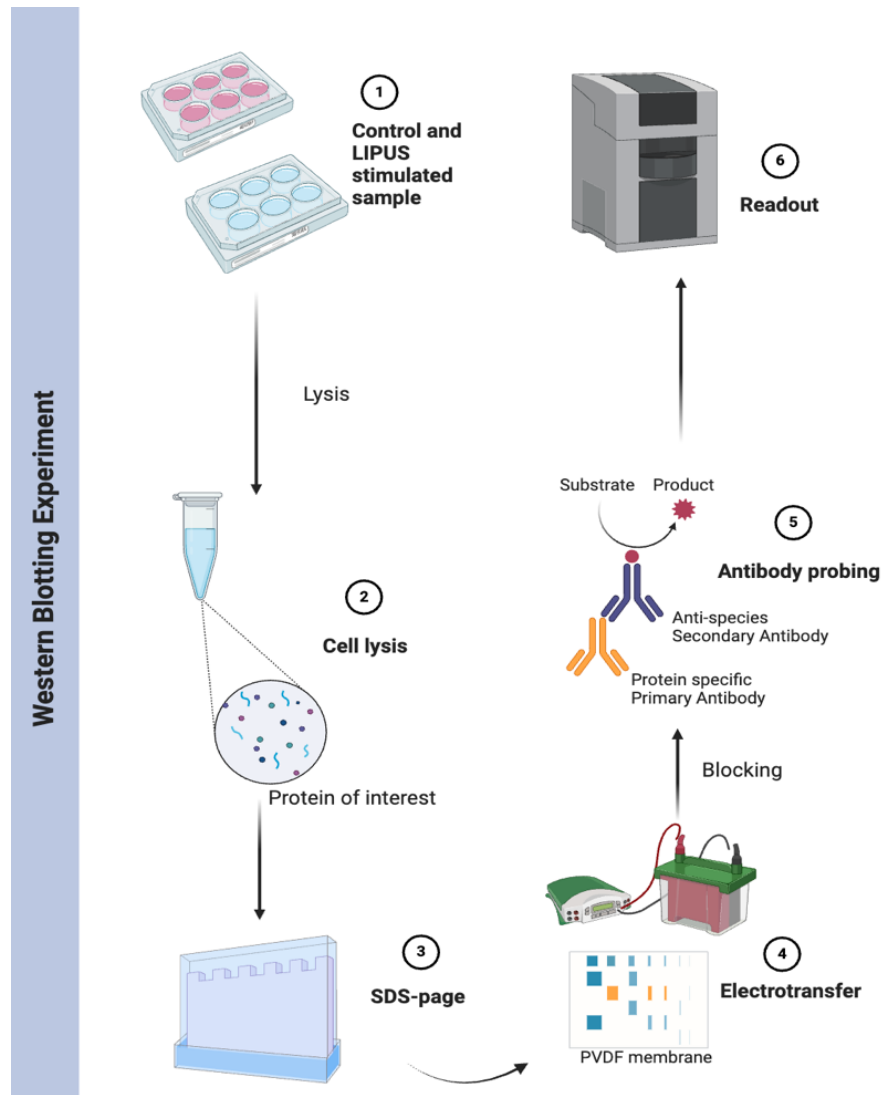 Western Blotting Experiment
1
Control and
LIPUS
stimulated
sample
Lysis
2
Cell lysis
Protein of interest
3
SDS-page
4
Electrotransfer
PVDF membrane
Blocking
5
Antibody probing
Substrate
Product
Anti-species
Secondary Antibody
Protein specific
Primary Antibody
6
Readout